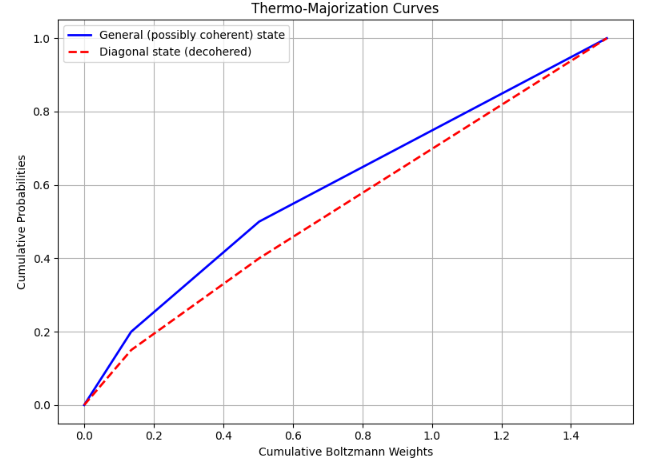 Thermo-Majorization Curves
General (possibly coherent) state
Diagonal state (decohered)
Cumulative Probabilities
1.0
0.8
0.6
0.4
0.2
0.0
0.0 0.2 0.4 0.6 0.8 1.0 1.2 1.4
Cumulative Boltzmann Weights